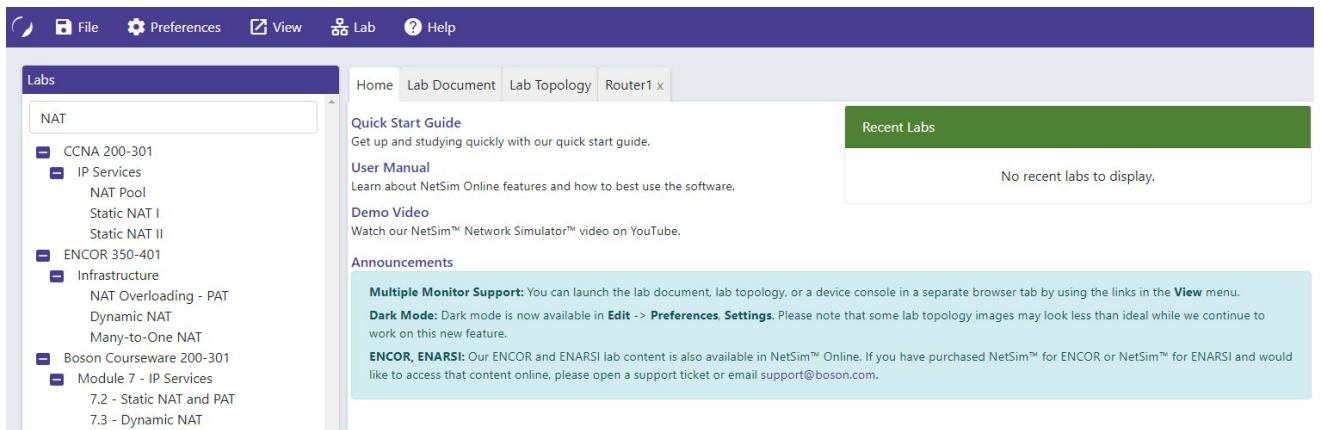 File Preferences View Lab Help
Labs
NAT
CCNA 200-301
IP Services
NAT Pool
Static NAT I
Static NAT II
ENCOR 350-401
Infrastructure
NAT Overloading - PAT
Dynamic NAT
Many-to-One NAT
Boson Courseware 200-301
Module 7 - IP Services
7.2 - Static NAT and PAT
7.3 - Dynamic NAT
Home Lab Document Lab Topology Router1 x
Quick Start Guide
Get up and studying quickly with our quick start guide.
User Manual
Learn about NetSim Online features and how to best use the software.
Demo Video
Watch our NetSim™ Network Simulator™ video on YouTube.
Recent Labs
No recent labs to display.
Announcements
Multiple Monitor Support: You can launch the lab document, lab topology, or a device console in a separate browser tab by using the links in the View menu.
Dark Mode: Dark mode is now available in Edit -> Preferences. Settings. Please note that some lab topology images may look less than ideal while we continue to
work on this new feature.
ENCOR, ENARSI: Our ENCOR and ENARSI lab content is also available in NetSim™ Online. If you have purchased NetSim™ for ENCOR or NetSim™ for ENARSI and would
like to access that content online, please open a support ticket or email support@boson.com.